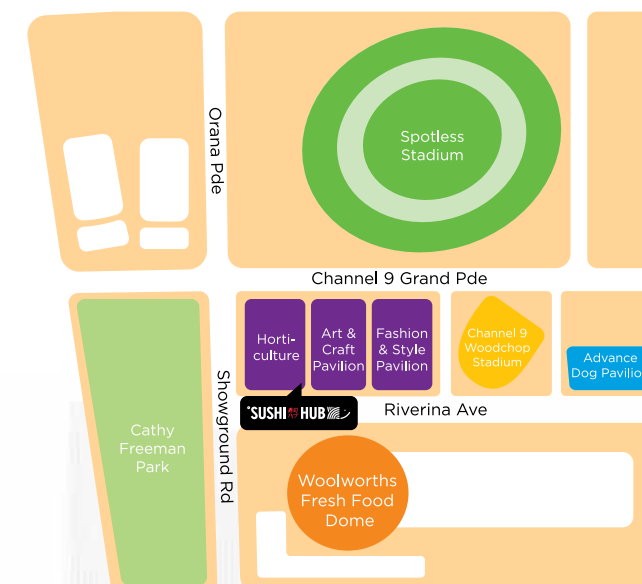 Orana Pde
Spotless
Stadium
Channel 9 Grand Pde
Horti-
culture
Art &
Craft
Pavilion
Fashion
& Style
Pavilion
Channel 9
Woodchop
Stadium
Advance
Dog Pavilio
SUSHI HUB
Riverina Ave
Showground Rd
Cathy
Freeman
Park
Woolworths
Fresh Food
Dome